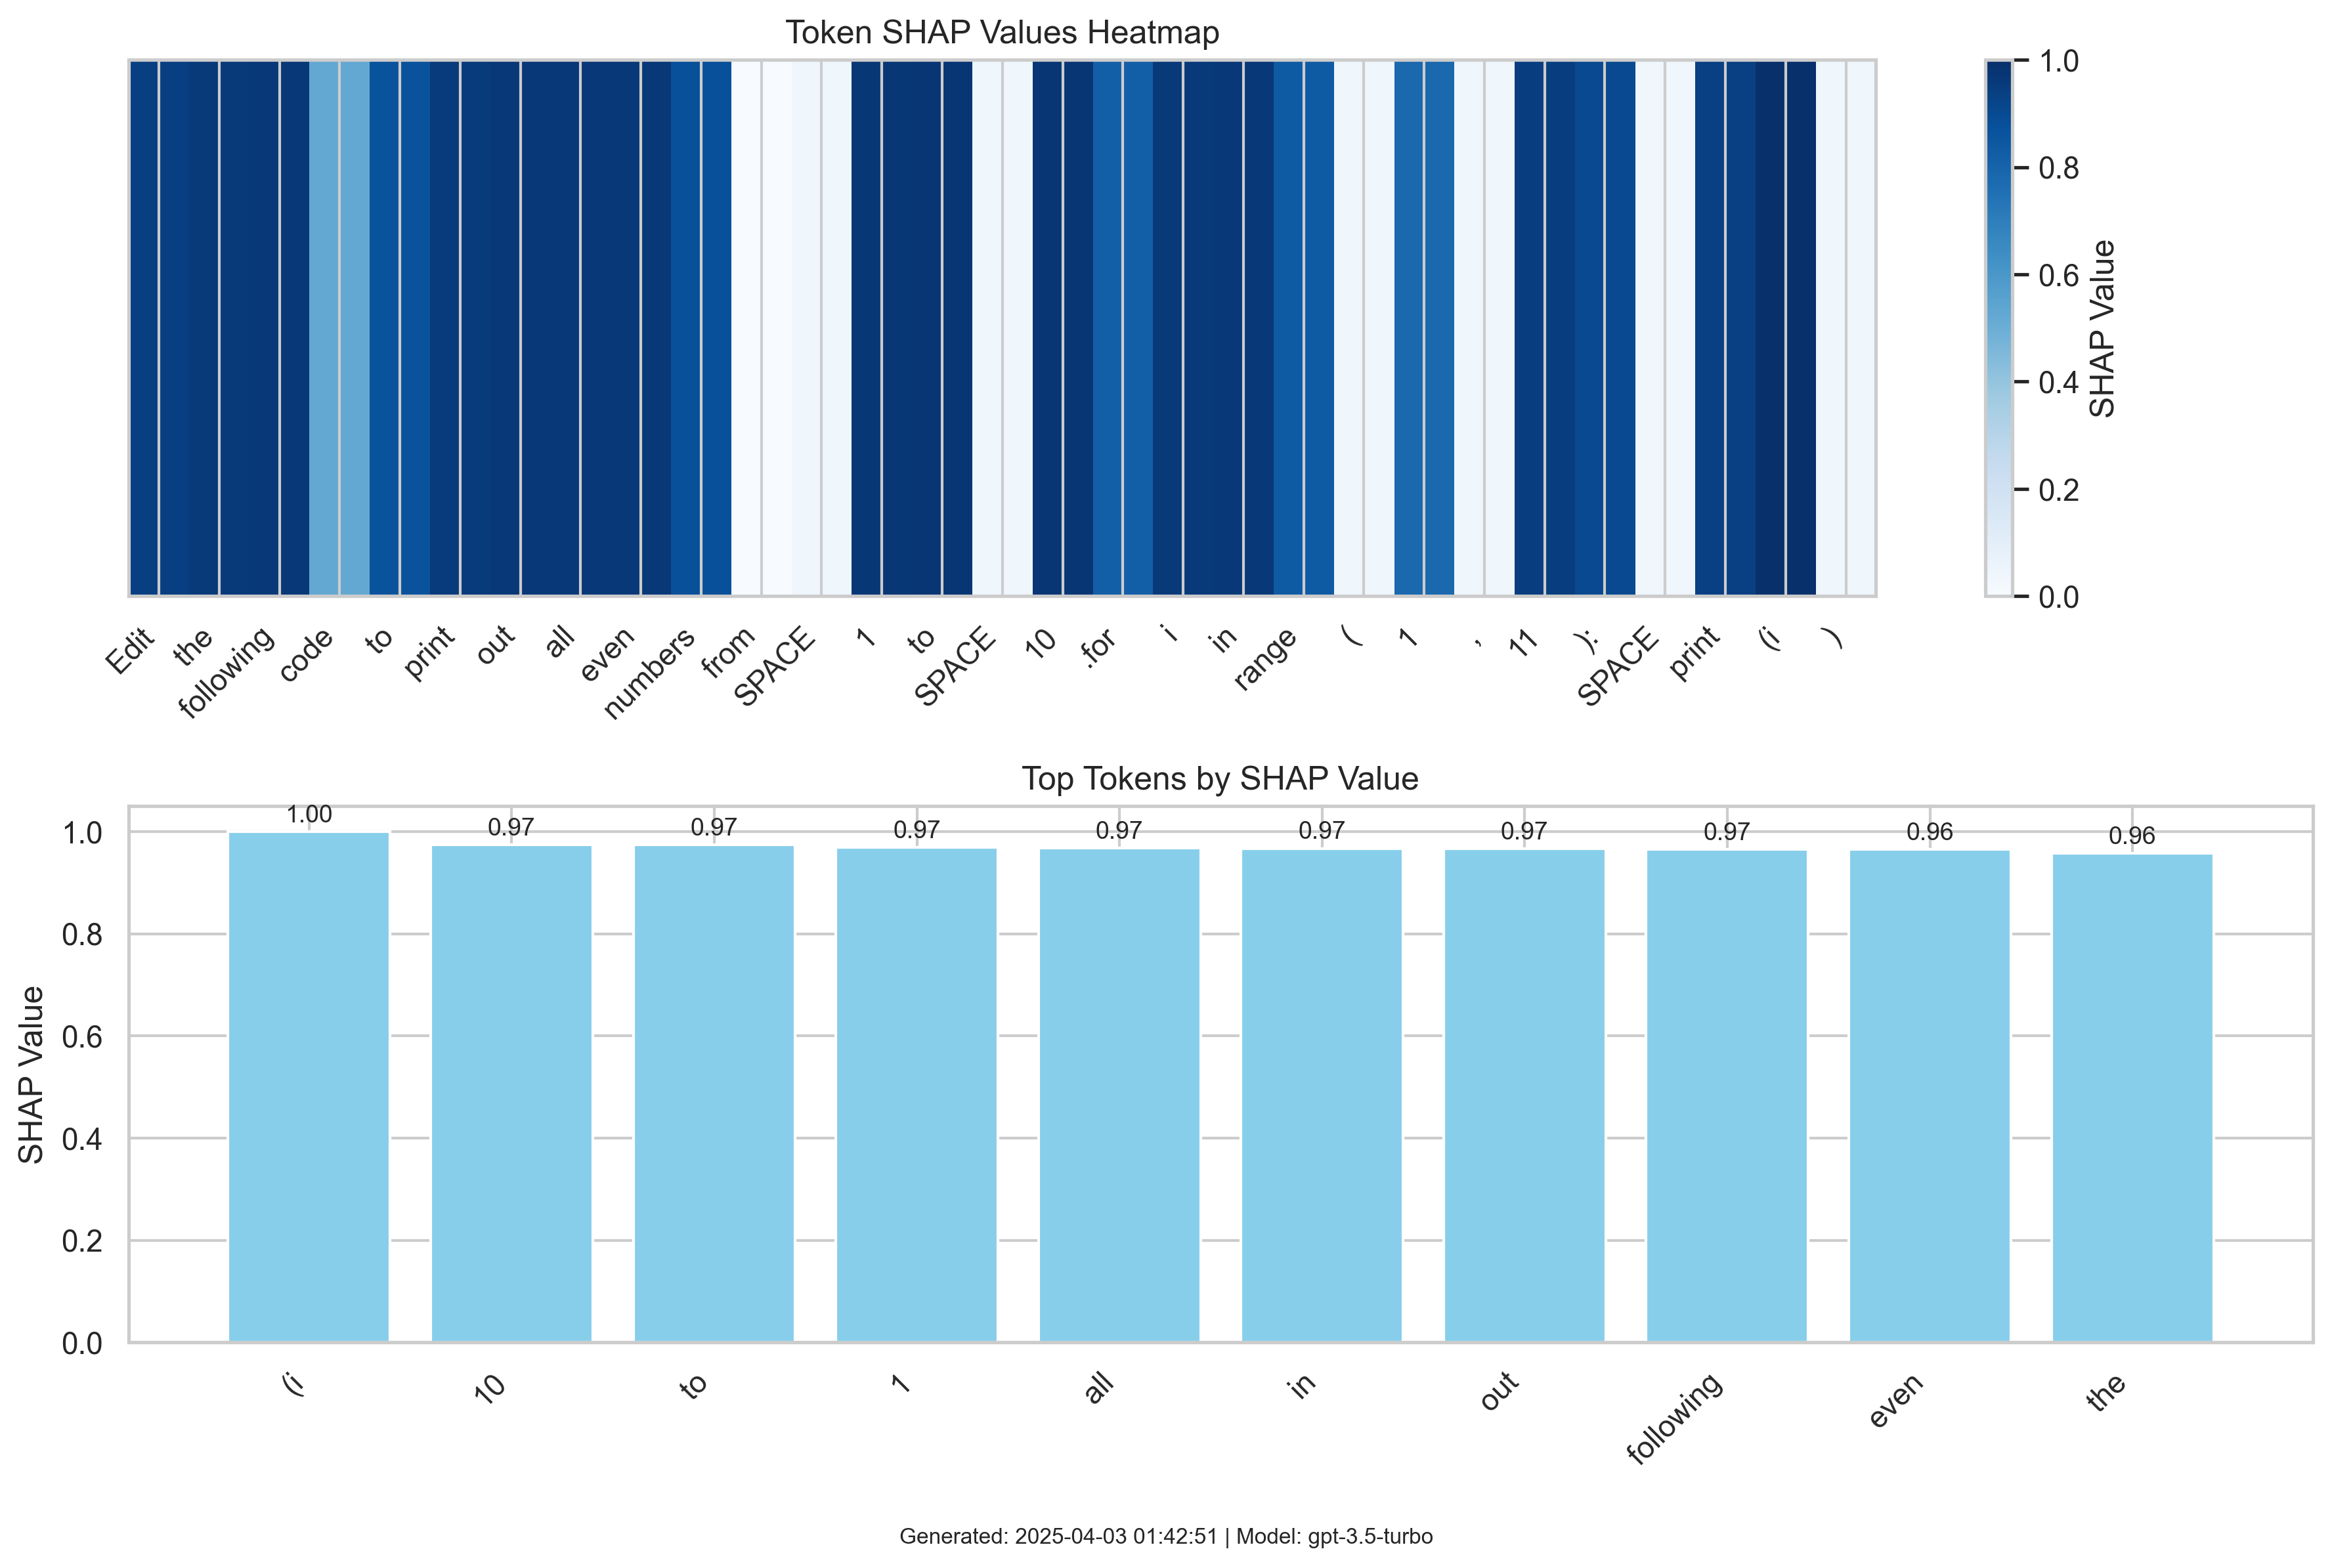 Token SHAP Values Heatmap
1.0
0.8
0.6
0.4
0.2
0.0
SHAP Value
Edit
the
following
code
to
print
out
all
even
numbers
from
SPACE
1
to
SPACE
10
.for
i
in
range
(
1
,
11
):
SPACE
print
(i
)
Top Tokens by SHAP Value
SHAP Value
1.0
0.8
0.6
0.4
0.2
0.0
1.00
0.97
0.97
0.97
0.97
0.97
0.97
0.97
0.96
0.96
(i
10
to
1
all
in
out
following
even
the
Generated: 2025-04-03 01:42:51 | Model: gpt-3.5-turbo